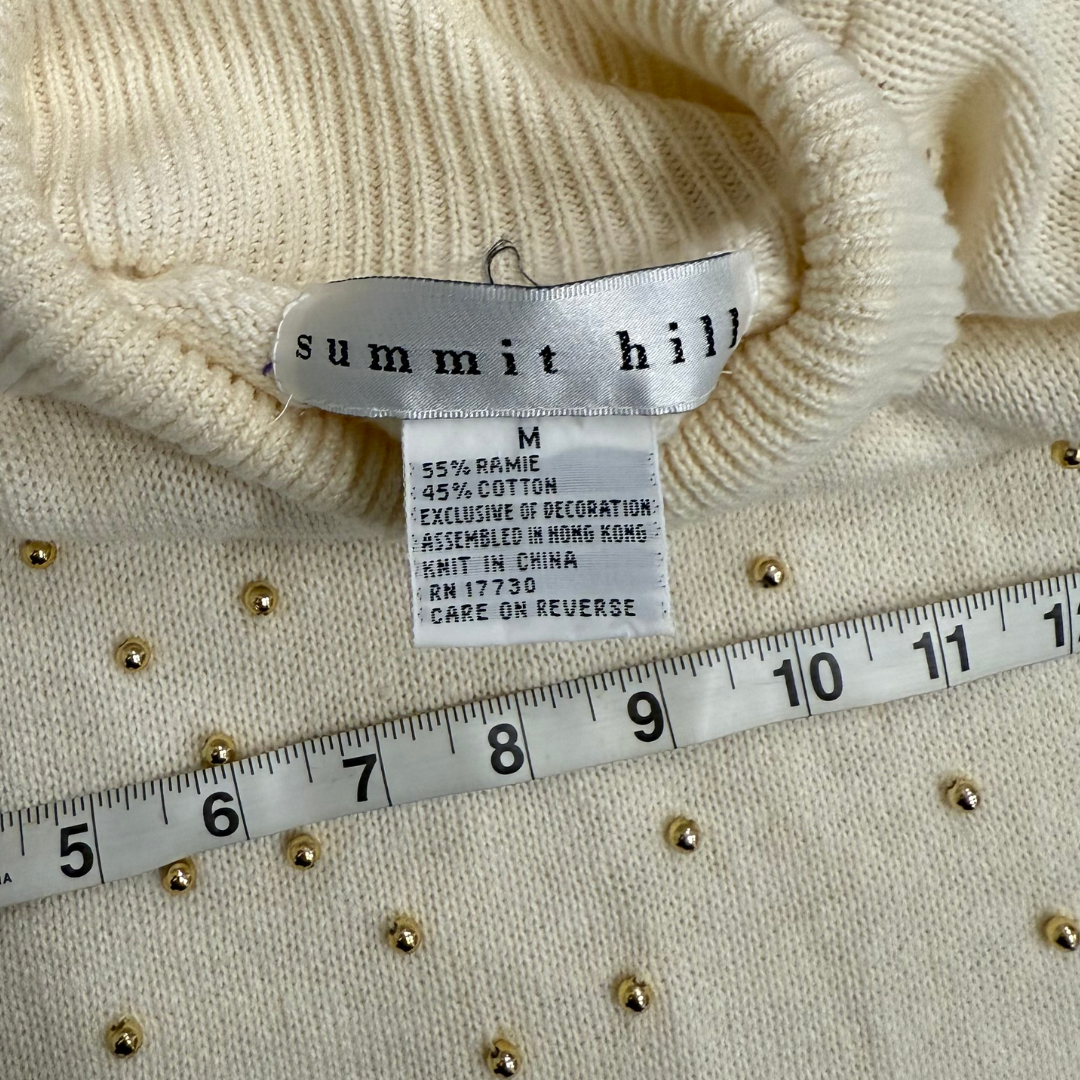 summit hill
M
55% RAMIE
45% COTTON
EXCLUSIVE OF DECORATION
ASSEMBLED IN HONG KONG
KNIT IN CHINA
RN 17730
CARE ON REVERSE
5 6 7 8 9 10 11